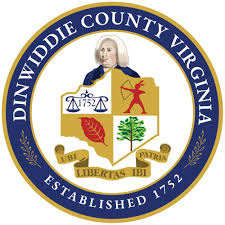 DINWIDDIE COUNTY VIRGINIA
1752
UBI
PATRIA
LIBERTAS IBI
ESTABLISHED 1752